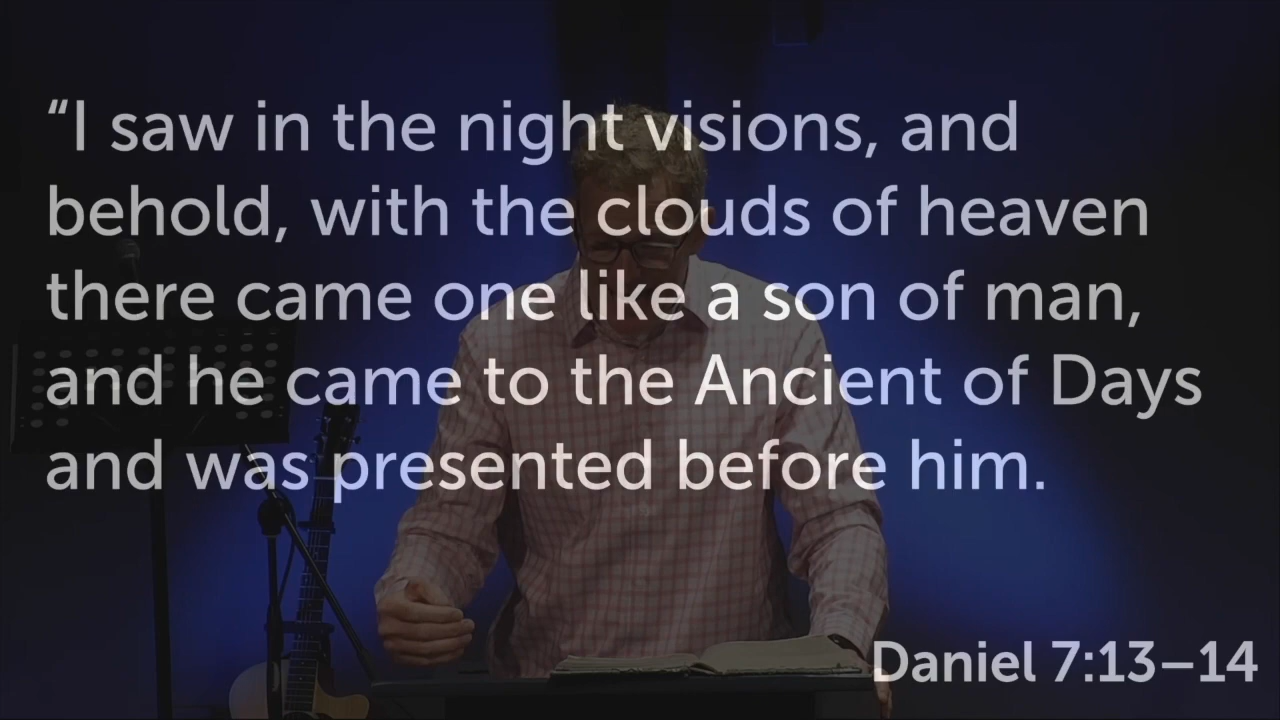 “I saw in the night visions, and
behold, with the clouds of heaven
there came one like a son of man,
and he came to the Ancient of Days
and was presented before him.
Daniel 7:13–14